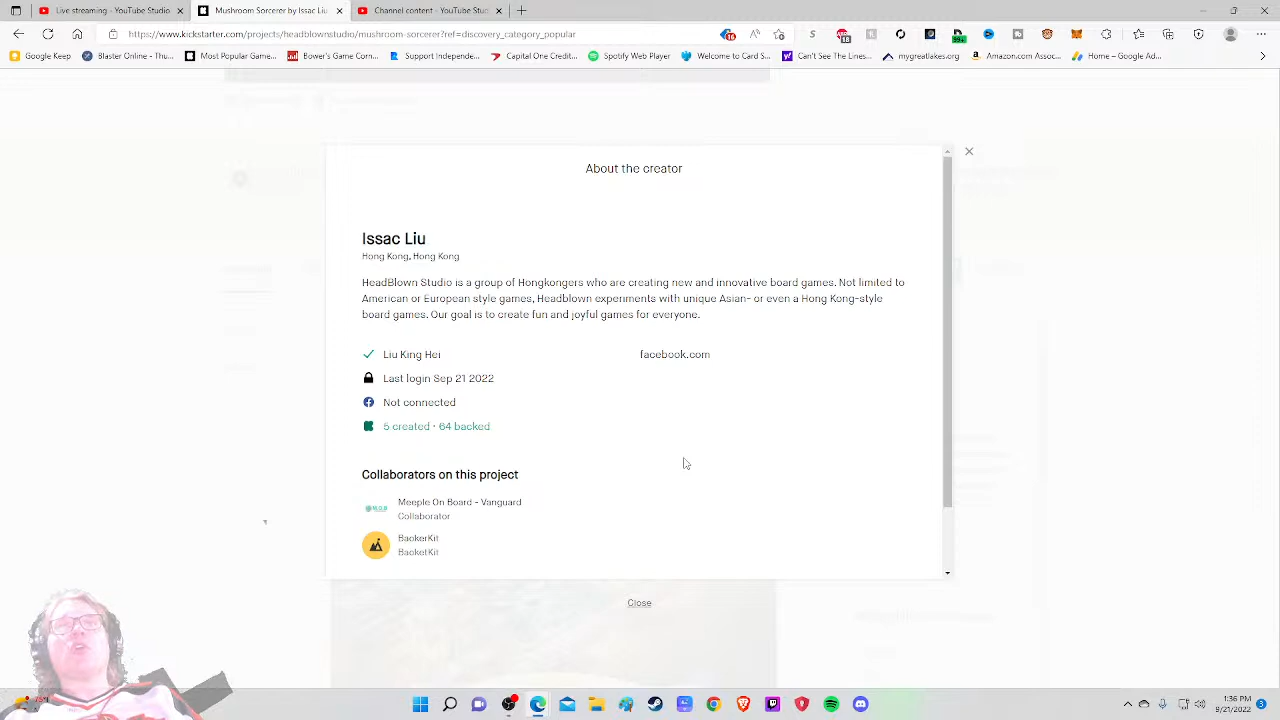 Live streaming - YouTube Studio
Mushroom Sorcerer by Issac Liu
Channel content - YouTube Studio
https://www.kickstarter.com/projects/headblownstudio/mushroom-sorcerer?ref=discovery_category_popular
Google Keep
Blaster Online Tra...
Most Popular
Bowen's Game Corn...
Support Independe...
Capital One Credit...
Spotify Web Player
Welcome to Card S...
Can't See The Lines...
mygreatlakes.org
Amazon.com Assoc...
Home - Google Ad...
About the creator
Issac Liu
Hong Kong, Hong Kong
HeadBlown Studio is a group of Hongkongers who are creating new and innovative board games. Not limited to
American or European style games, Headblown experiments with unique Asian- or even a Hong Kong-style
board games. Our goal is to create fun and joyful games for everyone.
Liu King Hei
facebook.com
Last login Sep 21 2022
Not connected
5 created · 64 backed
Collaborators on this project
M.O.B
Meeple On Board - Vanguard
Collaborator
BackerKit
BackerKit
Close
1:36 PM
9/21/2022